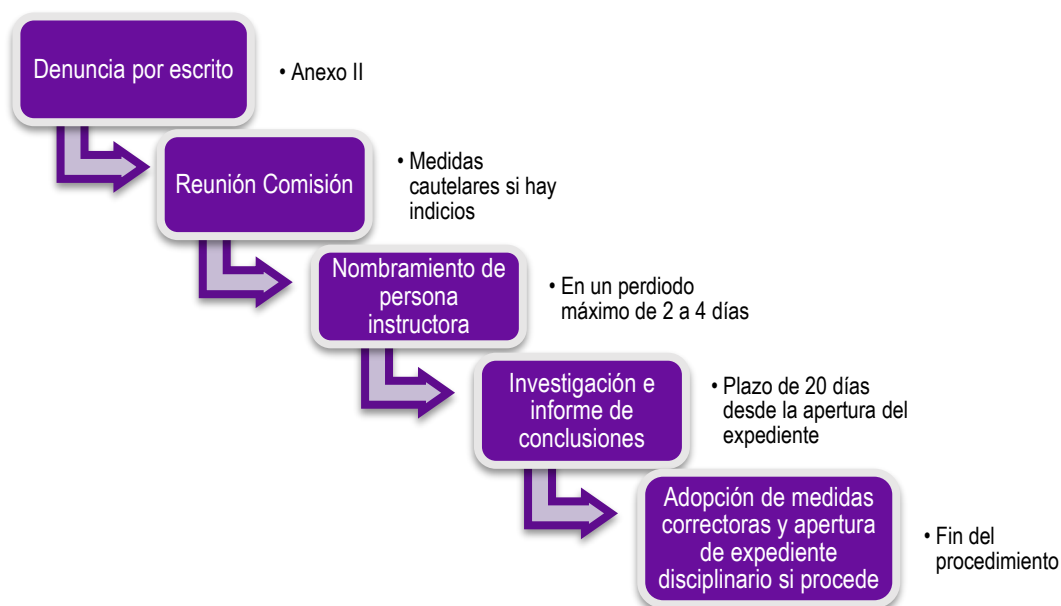 Denuncia por escrito
• Anexo II
Reunión Comisión
• Medidas
cautelares si hay
indicios
Nombramiento de
persona
instructora
• En un perdiodo
máximo de 2 a 4 días
Investigación e
informe de
conclusiones
• Plazo de 20 días
desde la apertura del
expediente
Adopción de medidas
correctoras y apertura
de expediente
disciplinario si procede
• Fin del
procedimiento